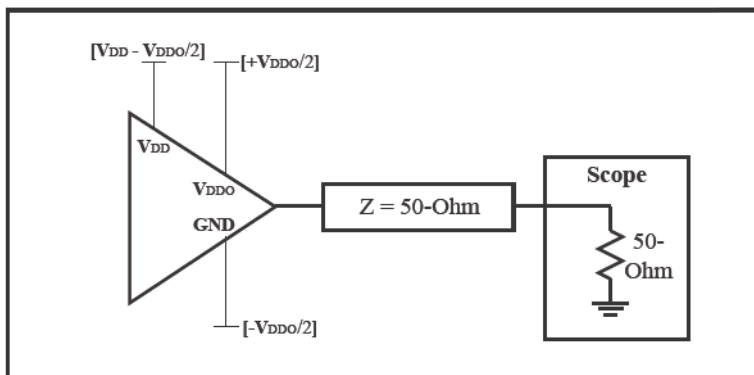 [VDD - VDDO/2]
[+VDDO/2]
VDD
VDDO
GND
[-VDDO/2]
Z = 50-Ohm
Scope
50-
Ohm